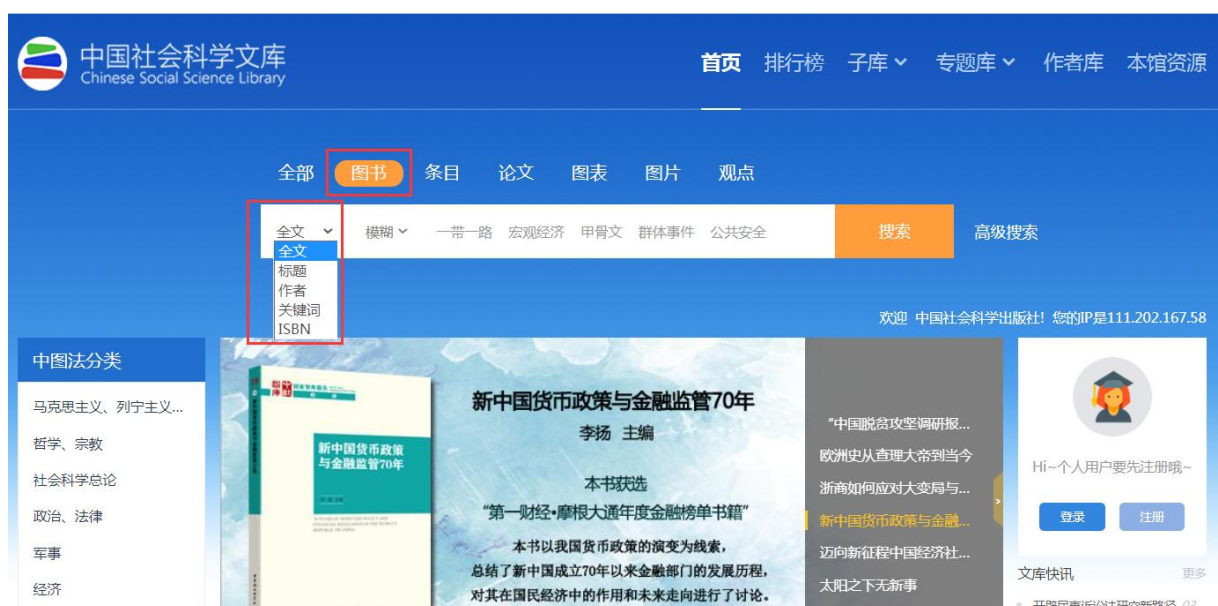 中国社会科学文库
Chinese Social Science Library
首页 排行榜 子库 专题库 作者库 本馆资源
全部 图书 条目 论文 图表 图片 观点
全文 模糊 一带一路 宏观经济 甲骨文 群体事件 公共安全 搜索 高级搜索
全文
标题
作者
关键词
ISBN
欢迎 中国社会科学出版社! 您的IP是111.202.167.58
中图法分类
马克思主义、列宁主义...
哲学、宗教
社会科学总论
政治、法律
军事
经济
新中国货币政策
与金融监管70年
新中国货币政策与金融监管70年
李扬 主编
本书获选
“第一财经•摩根大通年度金融榜单书籍”
本书以我国货币政策的演变为线索，
总结了新中国成立70年以来金融部门的发展历程，
对其在国民经济中的作用和未来走向进行了讨论。
“中国脱贫攻坚调研报...
欧洲史从查理大帝到当今
浙商如何应对大变局与...
新中国货币政策与金融...
迈向新征程中国经济社...
太阳之下无新事
Hi~个人用户要先注册哦~
登录 注册
文库快讯 更多